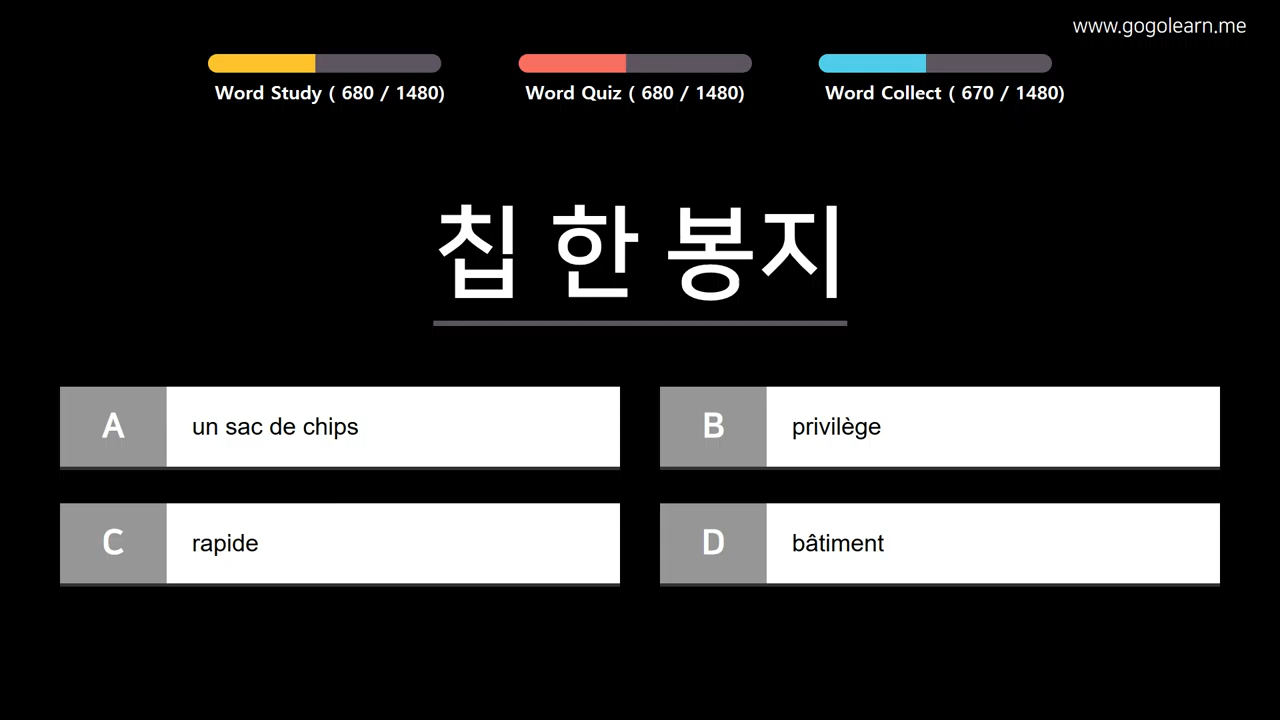 www.gogolearn.me
Word Study ( 680 / 1480)
Word Quiz ( 680 / 1480)
Word Collect ( 670 / 1480)
칩 한 봉지
A un sac de chips
B privilège
C rapide
D bâtiment